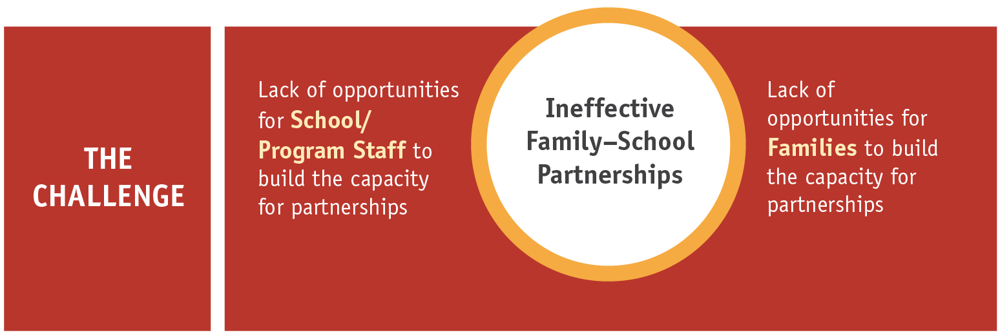 THE
CHALLENGE
Lack of opportunities
for School/
Program Staff to
build the capacity
for partnerships
Ineffective
Family–School
Partnerships
Lack of
opportunities for
Families to build
the capacity for
partnerships